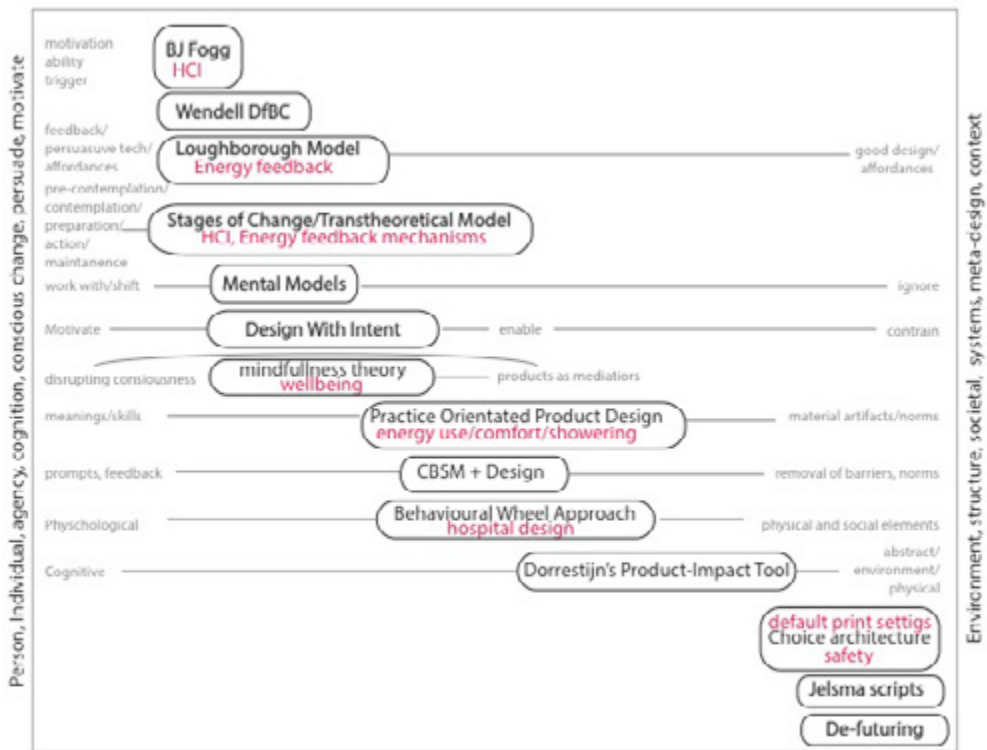 Person, Individual, agency, cognition, conscious change, persuade, motivate
motivation
ability
trigger
BJ Fogg
HCI
Wendell DfBC
feedback/
persuasuve tech/
affordances
Loughborough Model
Energy feedback
good design/
affordances
pre-contemplation/
contemplation/
preparation/
action/
maintanence
Stages of Change/Transtheoretical Model
HCI, Energy feedback mechanisms
work with/shift
Mental Models
ignore
Motivate
Design With Intent
enable
contrain
disrupting consiousness
mindfullness theory
wellbeing
products as mediatiors
meanings/skills
Practice Orientated Product Design
energy use/comfort/showering
material artifacts/norms
prompts, feedback
CBSM + Design
removal of barriers, norms
Physchological
Behavioural Wheel Approach
hospital design
physical and social elements
Cognitive
Dorrestijn's Product-Impact Tool
abstract/
environment/
physical
default print settigs
Choice architecture
safety
Jelsma scripts
De-futuring
Environment, structure, societal, systems, meta-design, context